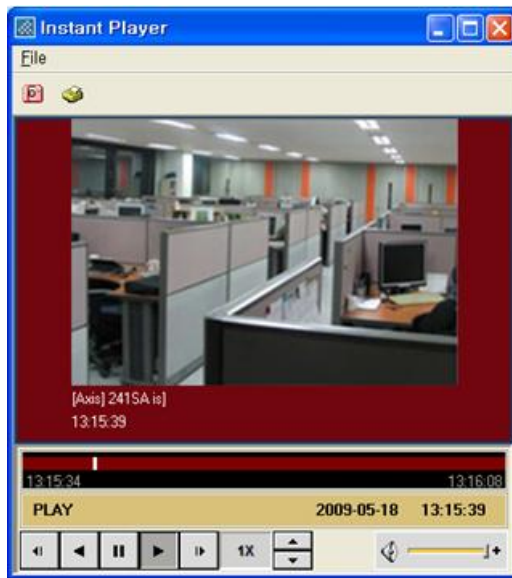 Instant Player
File
[Axis] 241SA is]
13:15:39
13:15:34 13:16:08
PLAY 2009-05-18 13:15:39
1X